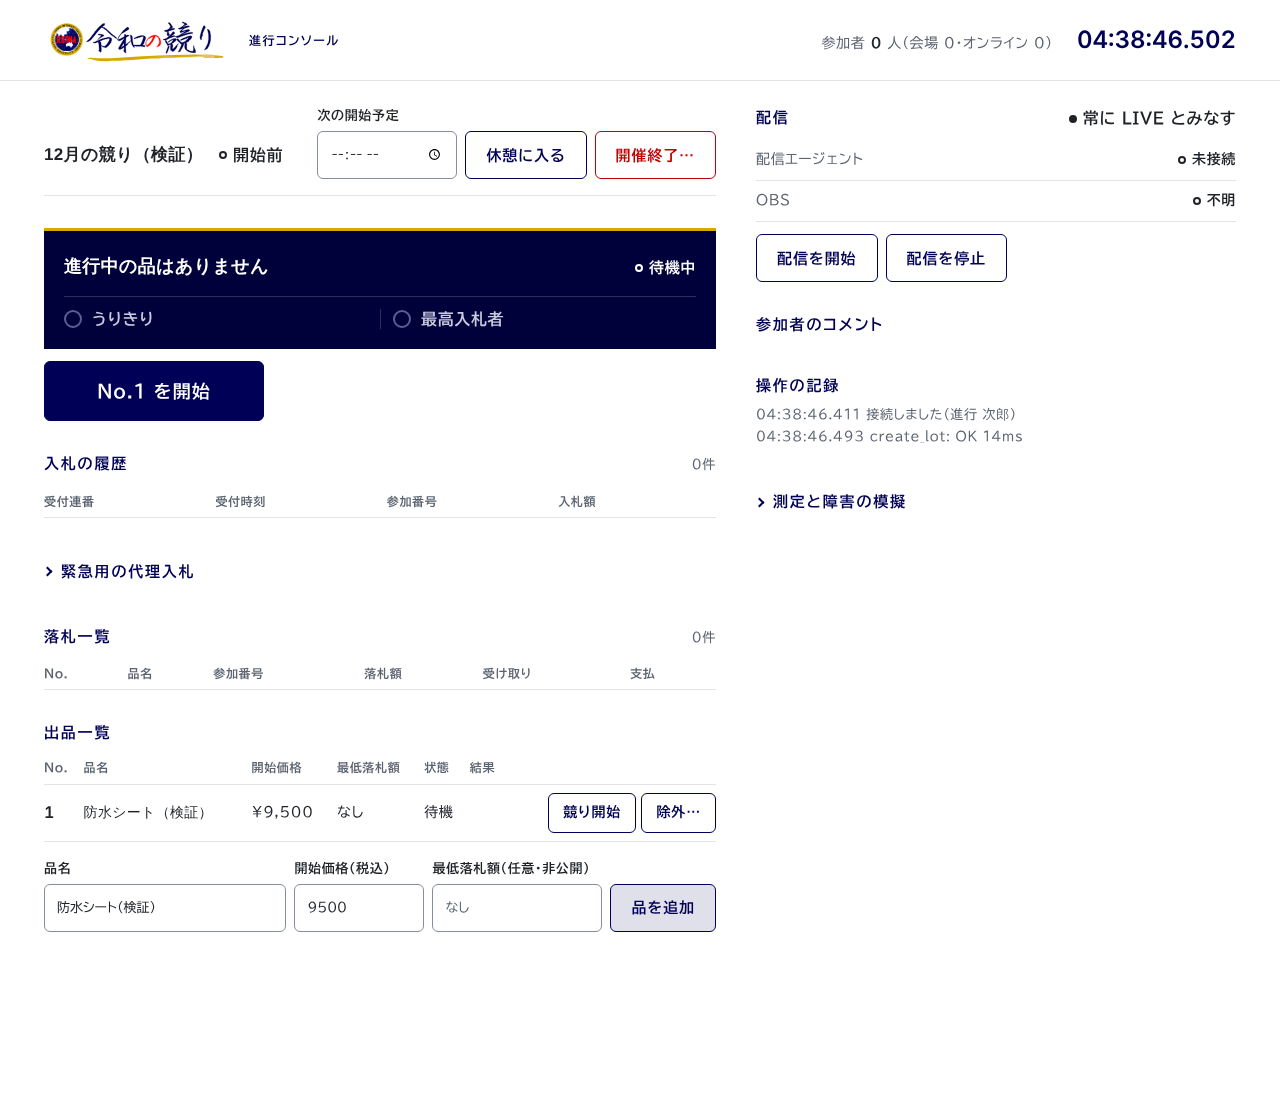 令和の競り
進行コンソール
参加者 0 人（会場 0・オンライン 0）
04:38:46.502
12月の競り（検証）
開始前
次の開始予定
--:-- --
休憩に入る
開催終了…
進行中の品はありません
待機中
うりきり
最高入札者
No.1 を開始
入札の履歴
0件
受付連番 受付時刻 参加番号 入札額
緊急用の代理入札
落札一覧
0件
No. 品名 参加番号 落札額 受け取り 支払
出品一覧
No. 品名 開始価格 最低落札額 状態 結果
1 防水シート（検証） ¥9,500 なし 待機 競り開始 除外…
品名 開始価格（税込） 最低落札額（任意・非公開）
防水シート（検証） 9500 なし 品を追加
配信
常に LIVE とみなす
配信エージェント 未接続
OBS 不明
配信を開始 配信を停止
参加者のコメント
操作の記録
04:38:46.411 接続しました（進行 次郎）
04:38:46.493 create_lot: OK 14ms
測定と障害の模擬